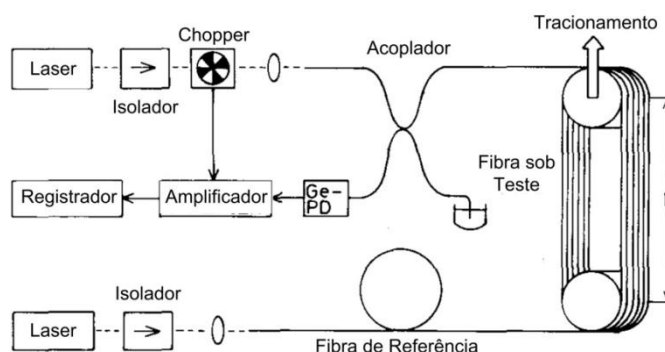 Chopper
Tracionamento
Laser
Isolador
Acoplador
Fibra sob
Teste
Registrador
Amplificador
Ge-
PD
Isolador
Laser
Fibra de Referência